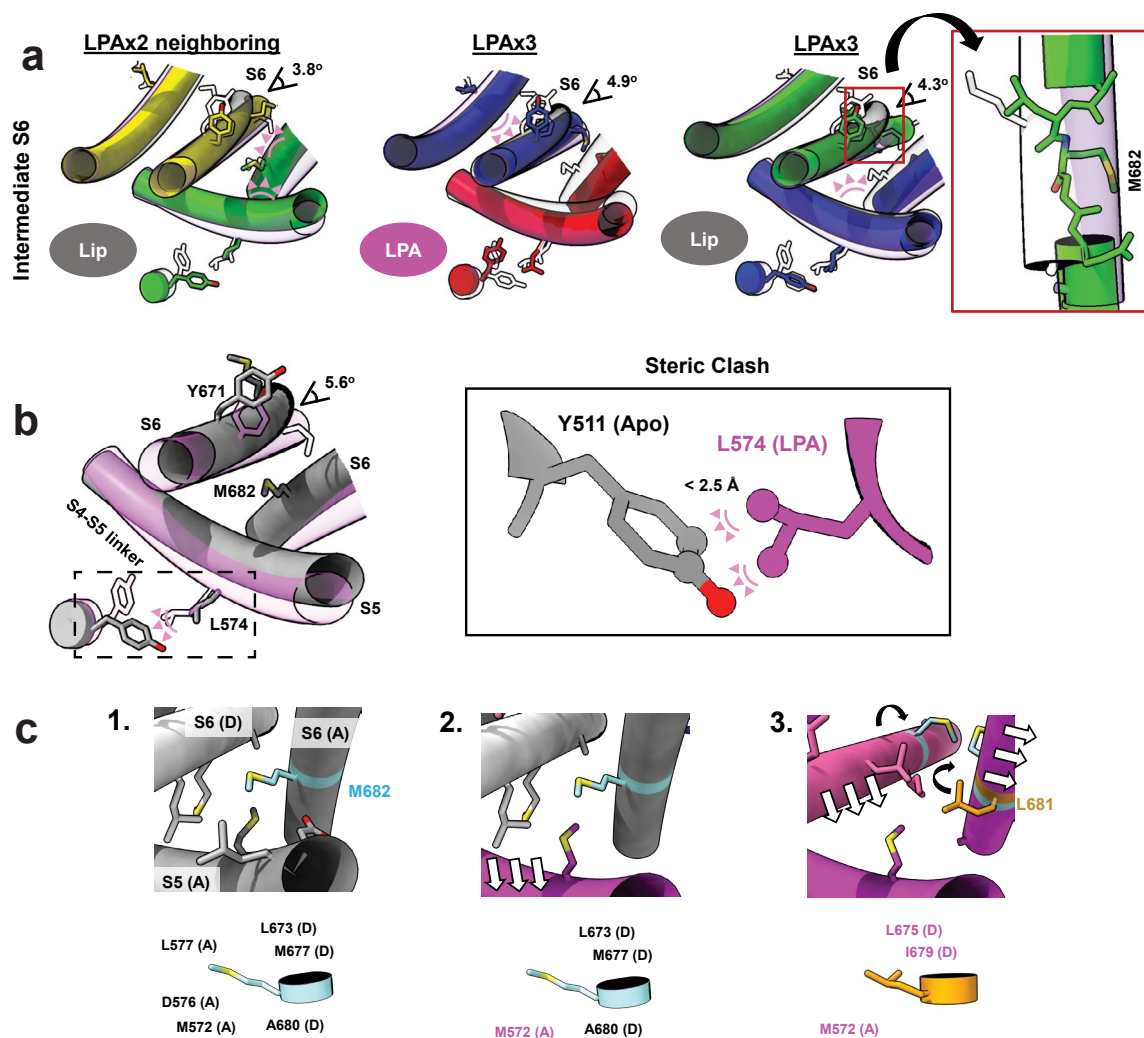 a
LPAx2 neighboring
LPAx3
LPAx3
Intermediate S6
S6
3.8°
S6
4.9°
S6
4.3°
Lip
LPA
Lip
M682
b
Y671
5.6°
S6
S6
M682
S4-S5 linker
S5
L574
Steric Clash
Y511 (Apo)
L574 (LPA)
< 2.5 Å
c
1.
S6 (D)
S6 (A)
M682
S5 (A)
L673 (D)
L577 (A)
M677 (D)
D576 (A)
M572 (A)
A680 (D)
2.
L673 (D)
M677 (D)
M572 (A)
A680 (D)
3.
L681
L675 (D)
I679 (D)
M572 (A)